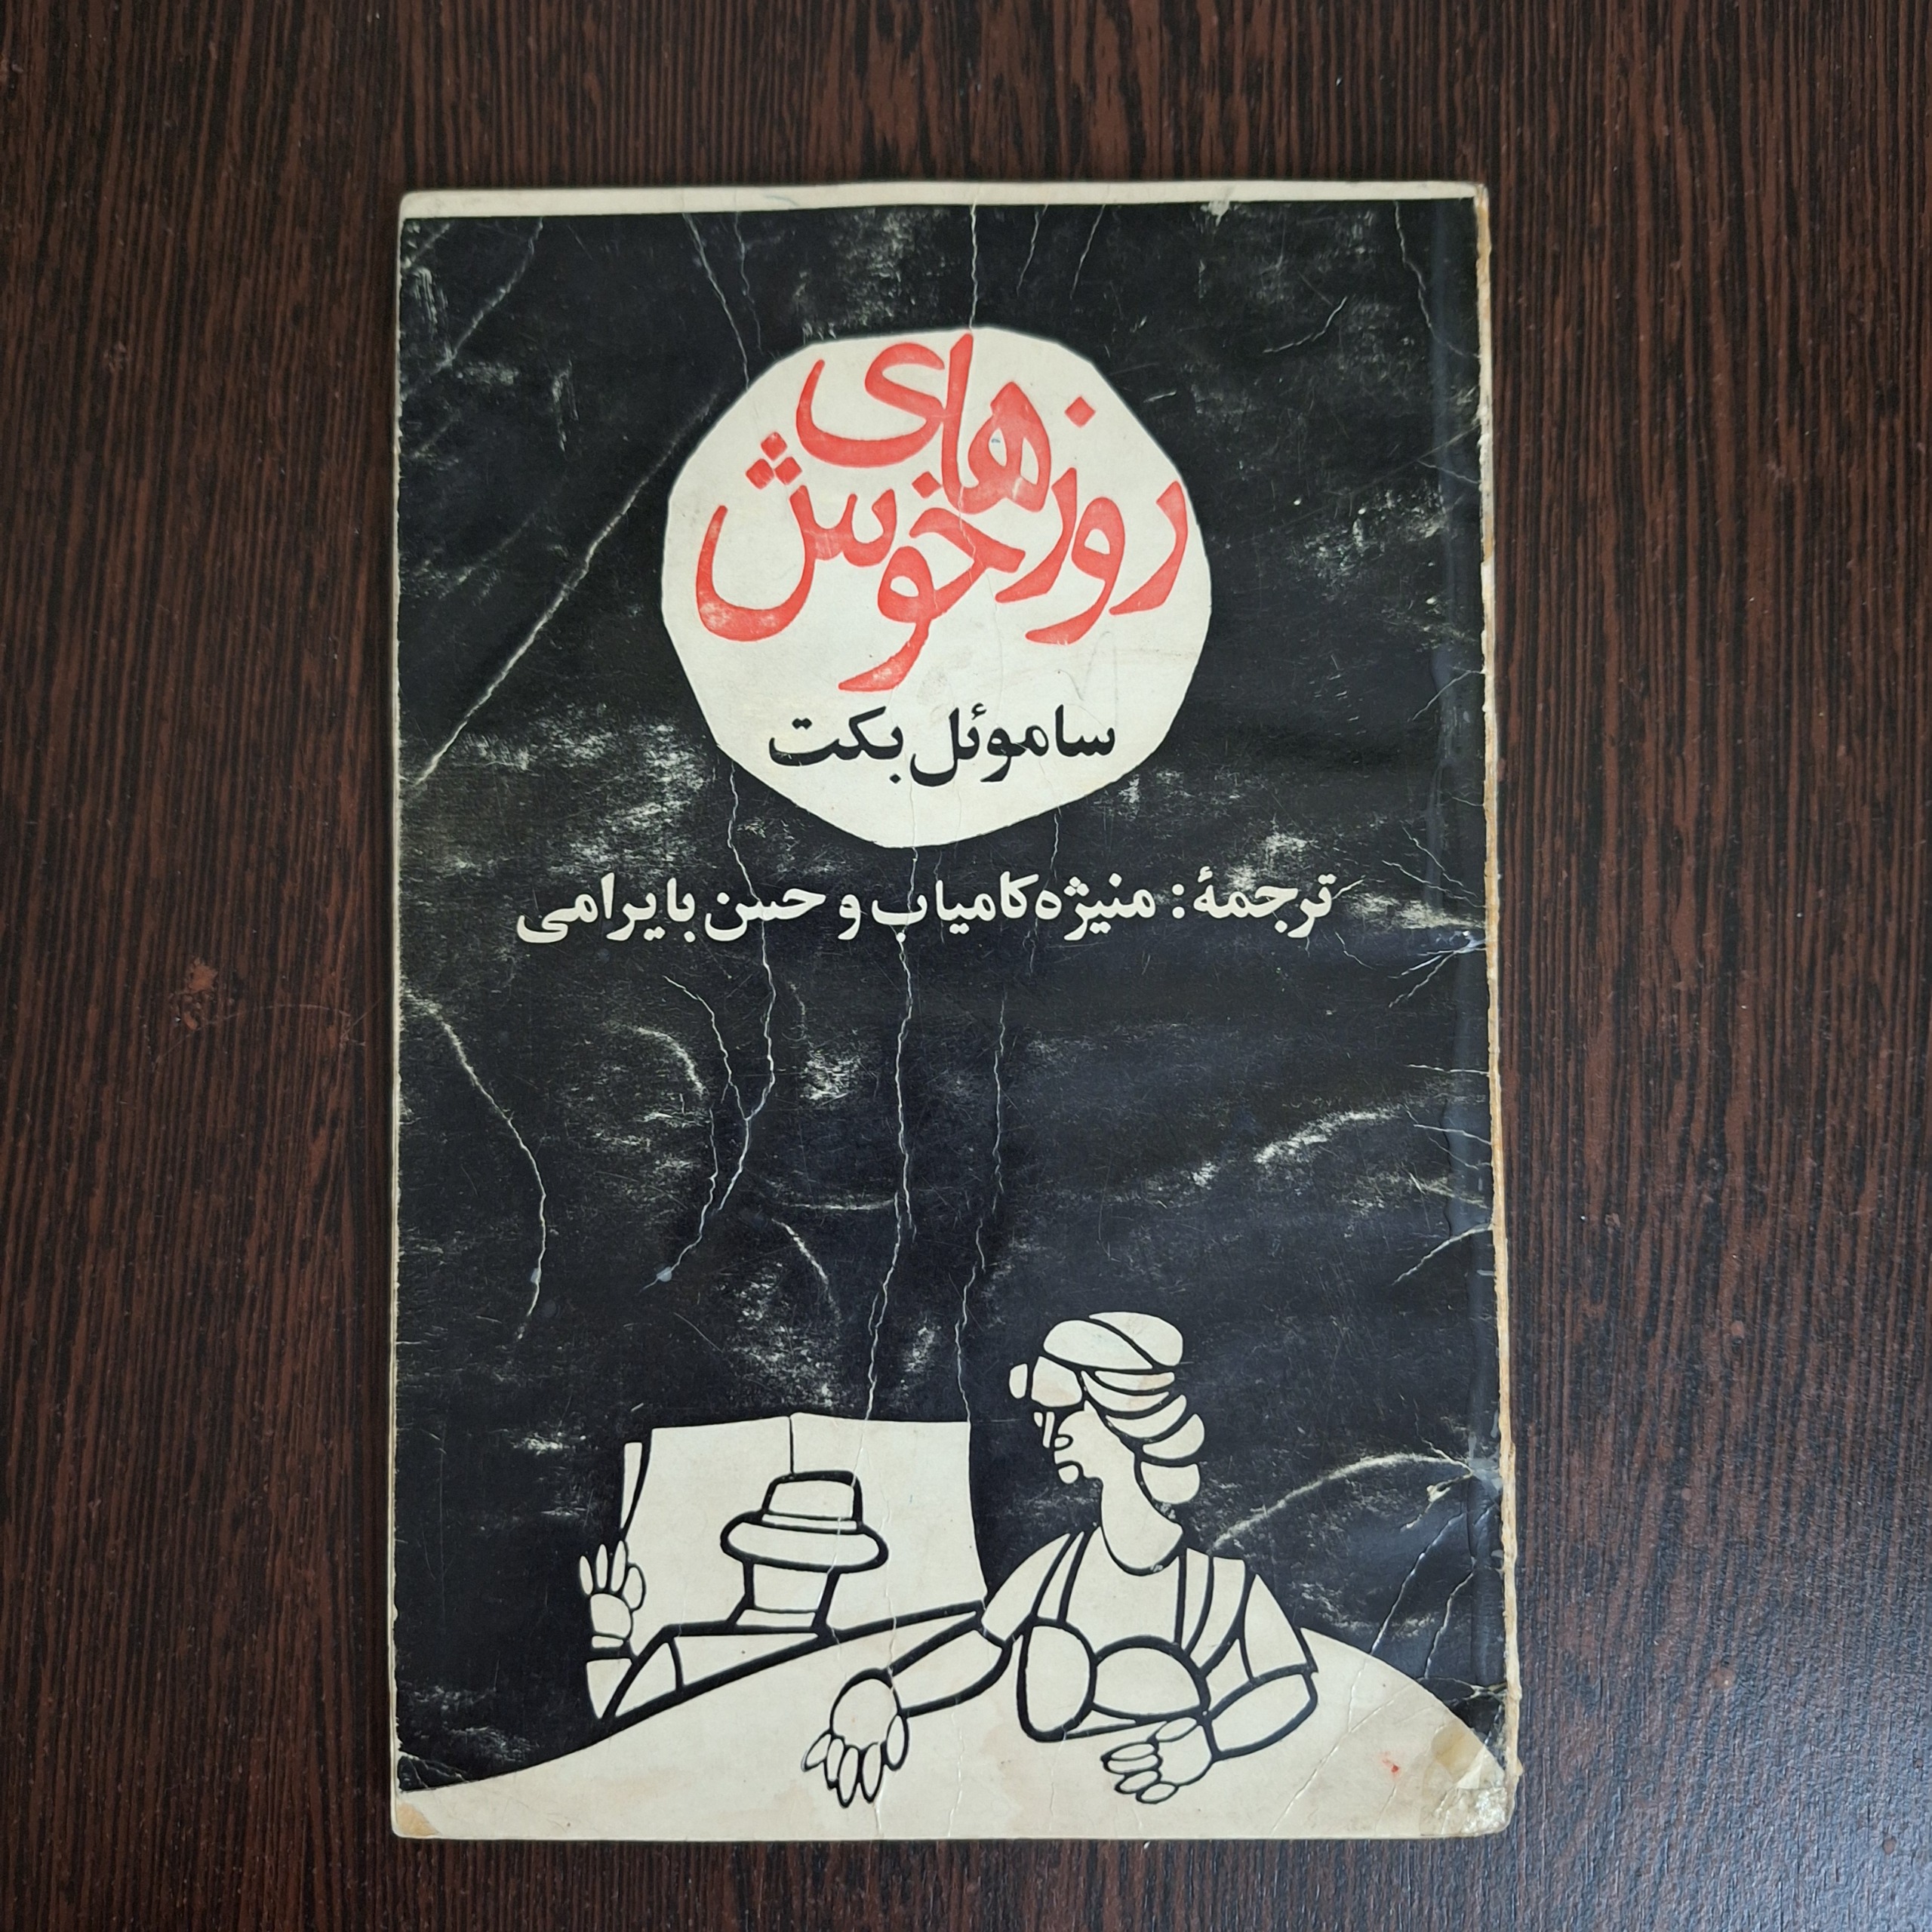 روزهای
خوش
ساموئل بکت
ترجمهٔ : منیژه کامیاب و حسن بایرامی